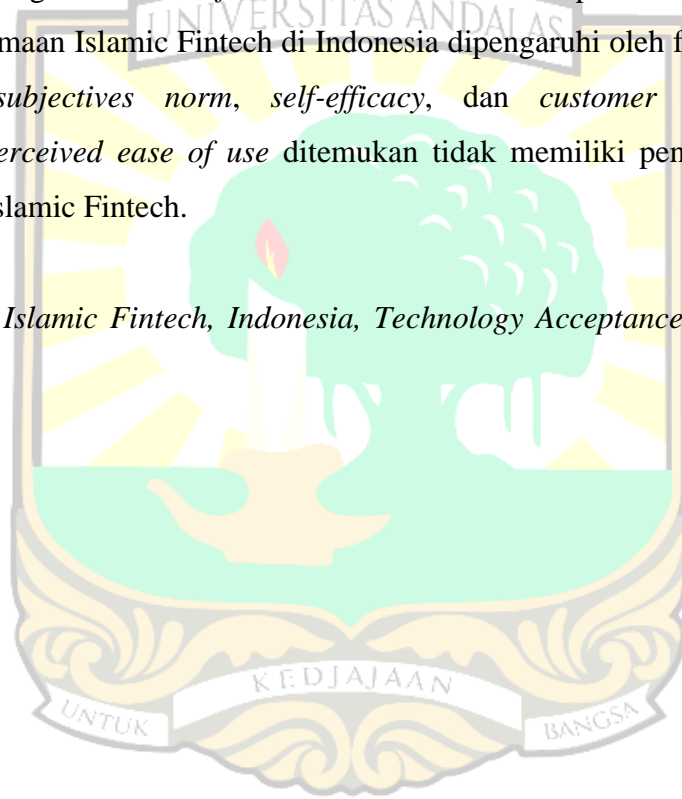 UNIVERSITAS ANDALAS
maan Islamic Fintech di Indonesia dipengaruhi oleh f
subjectives norm, self-efficacy, dan customer
erceived ease of use ditemukan tidak memiliki pen
slamic Fintech.
Islamic Fintech, Indonesia, Technology Acceptance
KEDJAJAAN
UNTUK
BANGSA